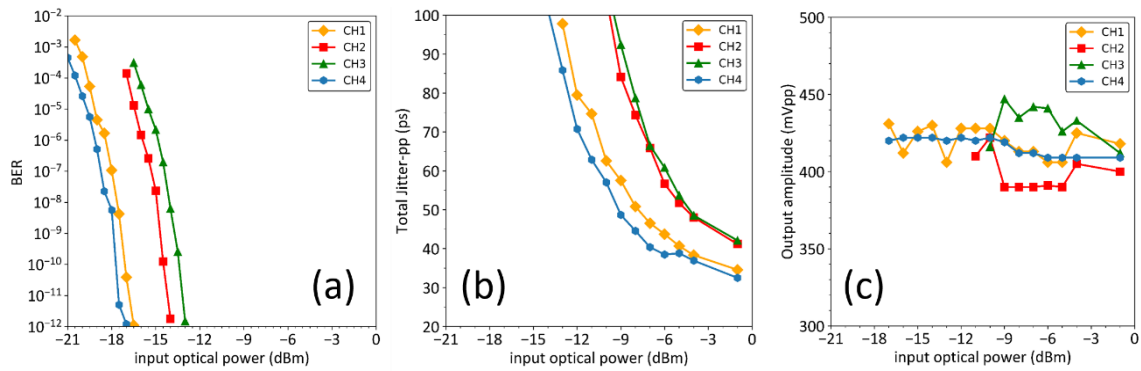 BER
10⁻²
10⁻³
10⁻⁴
10⁻⁵
10⁻⁶
10⁻⁷
10⁻⁸
10⁻⁹
10⁻¹⁰
10⁻¹¹
10⁻¹²
CH1
CH2
CH3
CH4
(a)
−21 −18 −15 −12 −9 −6 −3 0
input optical power (dBm)
Total Jitter-pp (ps)
100
90
80
70
60
50
40
30
20
CH1
CH2
CH3
CH4
(b)
−21 −18 −15 −12 −9 −6 −3 0
input optical power (dBm)
Output amplitude (mVpp)
500
450
400
350
300
CH1
CH2
CH3
CH4
(c)
−21 −18 −15 −12 −9 −6 −3 0
input optical power (dBm)